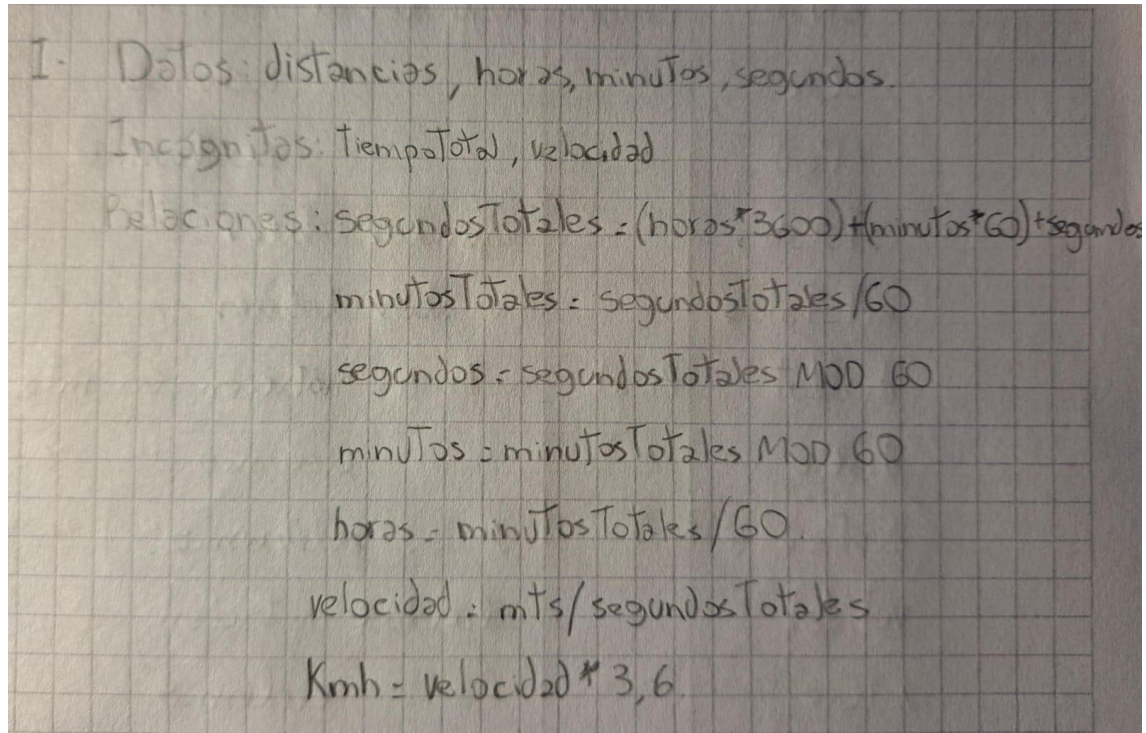 I. Datos: distancias, horas, minutos, segundos.
Incognitas: tiempoTotal, velocidad
Relaciones: segundosTotales = (horas*3600)+(minutos*60)+segundos
minutosTotales = segundosTotales/60
segundos = segundosTotales MOD 60
minutos = minutosTotales MOD 60
horas = minutosTotales/60.
velocidad = mts/segundosTotales
Kmh = velocidad * 3,6.